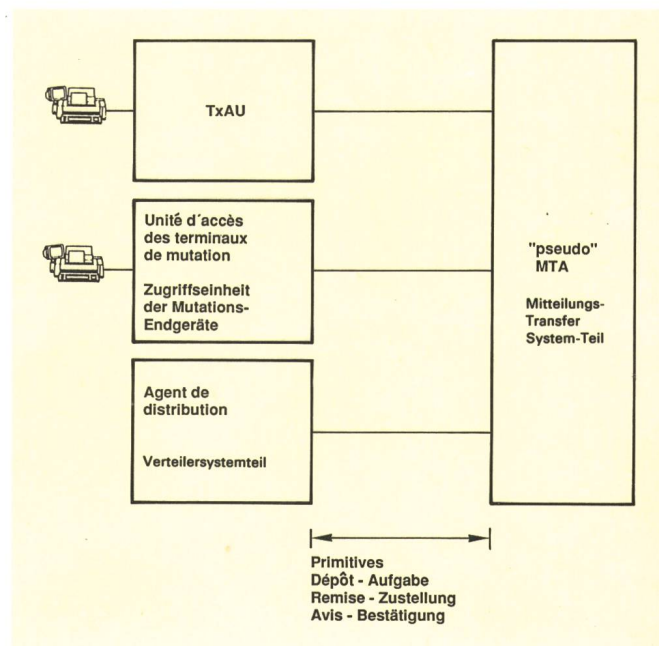 TxAU
Unité d'accès
des terminaux
de mutation
Zugriffseinheit
der Mutations-
Endgeräte
Agent de
distribution
Verteilersystemteil
"pseudo"
MTA
Mitteilungs-
Transfer
System-Teil
Primitives
Dépôt - Aufgabe
Remise - Zustellung
Avis - Bestätigung